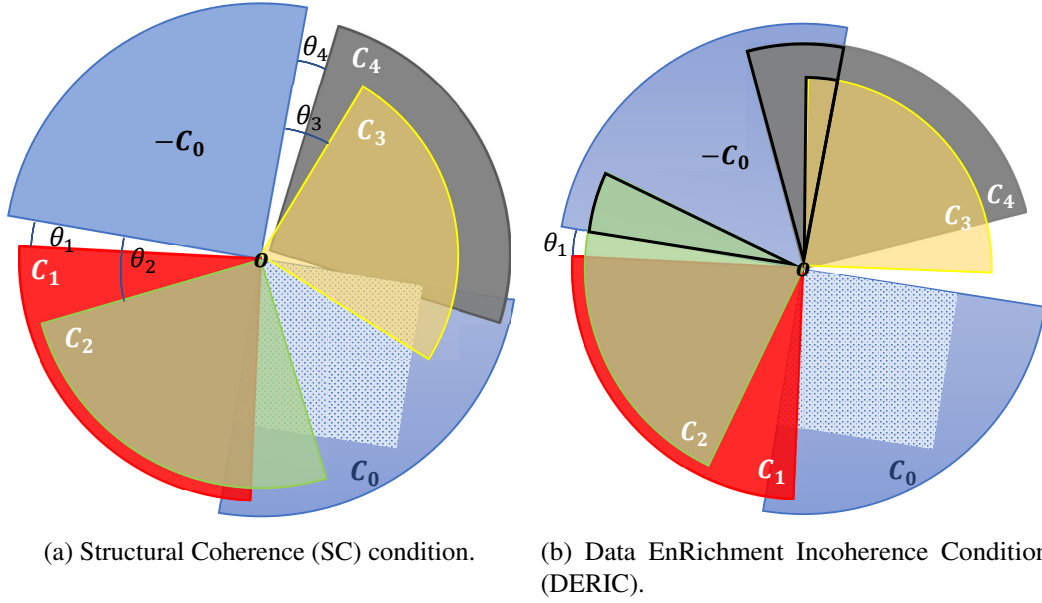 θ₄
C₄
θ₃
C₃
−C₀
θ₁
θ₂
C₁
o
C₂
C₀
(a) Structural Coherence (SC) condition.
−C₀
C₄
C₃
θ₁
o
C₂
C₁
C₀
(b) Data EnRichment Incoherence Condition
(DERIC).